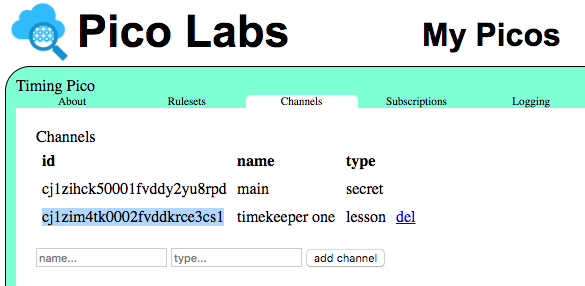 Pico Labs My Picos
Timing Pico
About Rulesets Channels Subscriptions Logging
Channels
id name type
cj1zihck50001fvddy2yu8rpd main secret
cj1zim4tk0002fvddkrce3cs1 timekeeper one lesson del
name... type... add channel